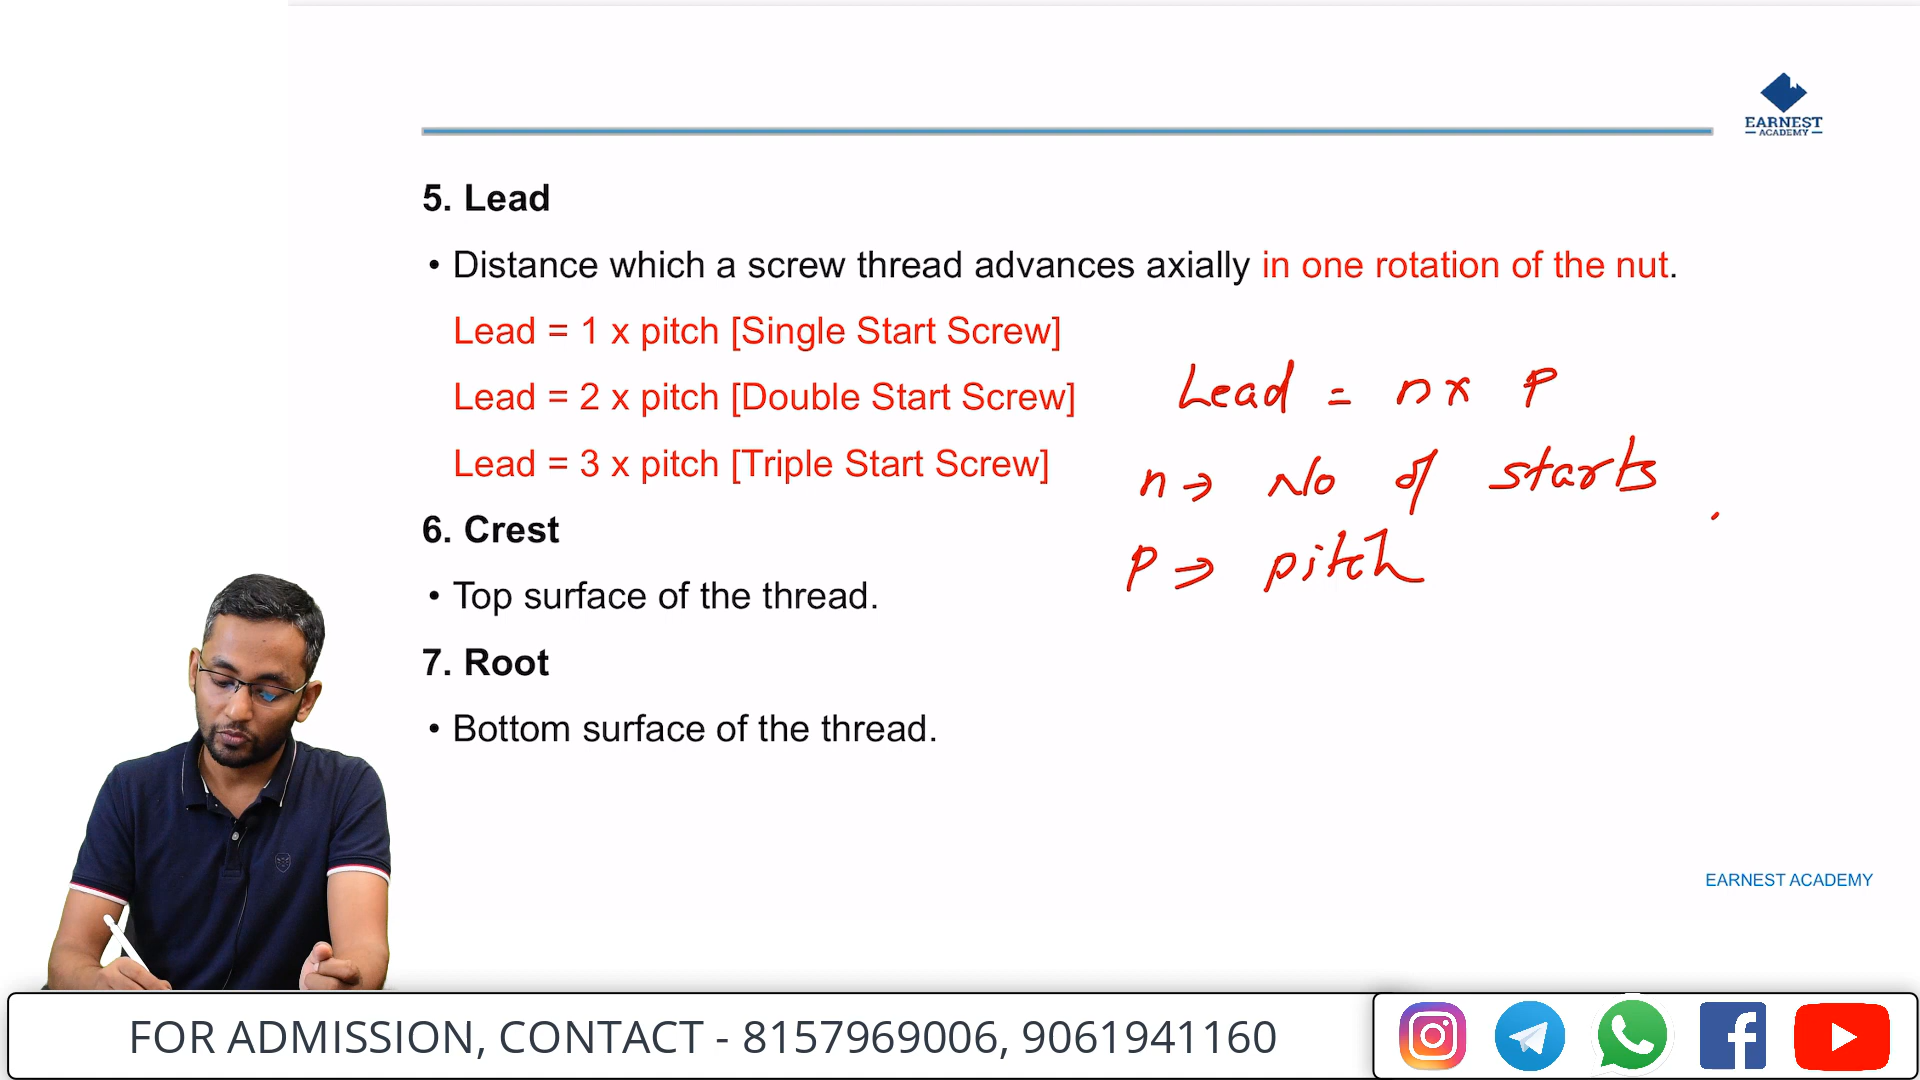 EARNEST
ACADEMY
5. Lead
• Distance which a screw thread advances axially in one rotation of the nut.
Lead = 1 x pitch [Single Start Screw]
Lead = 2 x pitch [Double Start Screw]
Lead = n x P
Lead = 3 x pitch [Triple Start Screw]
n → No of starts
6. Crest
P ⇒ pitch
• Top surface of the thread.
7. Root
• Bottom surface of the thread.
EARNEST ACADEMY
FOR ADMISSION, CONTACT - 8157969006, 9061941160